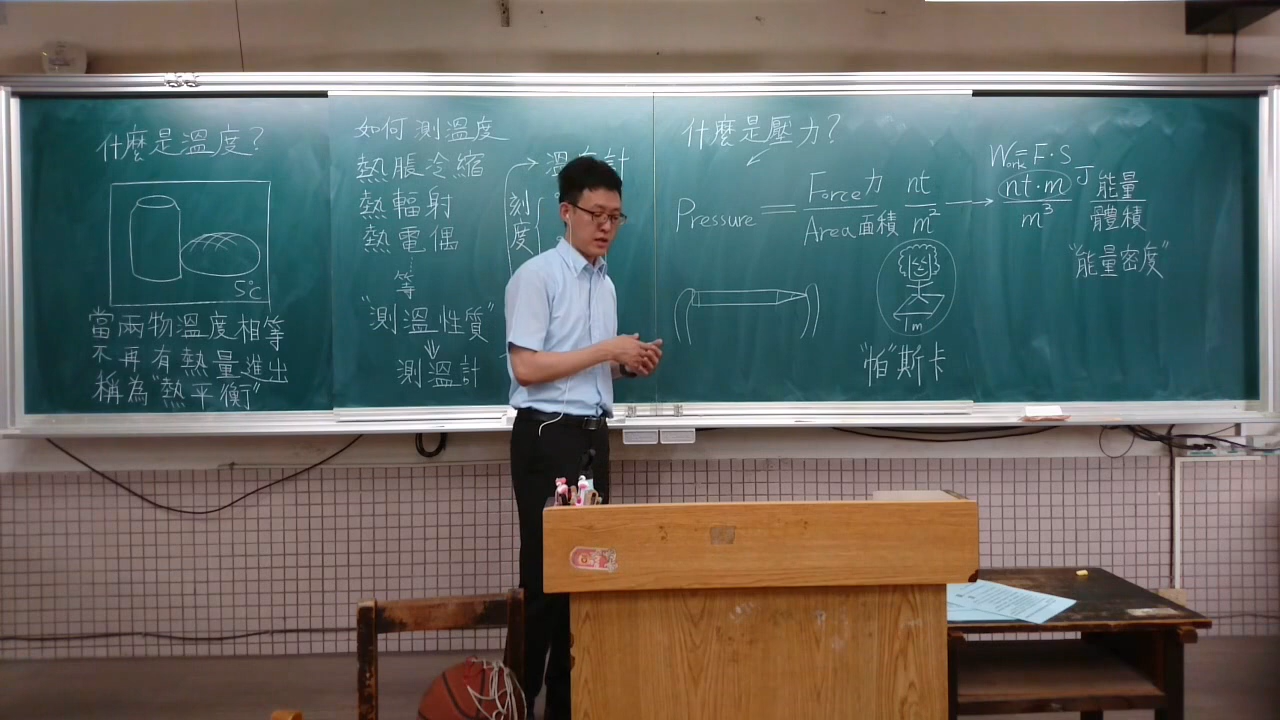 什麼是溫度?
5°C
當兩物溫度相等
不再有熱量進出
稱為"熱平衡"
如何測溫度
熱脹冷縮
熱輻射
熱電偶
等
"測溫性質"
測溫計
刻度
計
什麼是壓力?
Pressure = Force力 nt
Area面積 m²
1m
"怕"斯卡
Work = F·S
nt·m J 能量
m³ 體積
"能量密度"